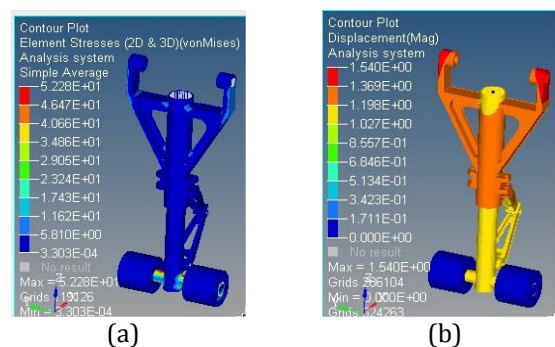 Contour Plot
Element Stresses (2D & 3D)(vonMises)
Analysis system
Simple Average
5.228E+01
4.647E+01
4.066E+01
3.486E+01
2.905E+01
2.324E+01
1.743E+01
1.162E+01
5.810E+00
3.303E-04
No result
Max = 5.228E+01
Grids
Min = 3.303E-04
(a)
Contour Plot
Displacement(Mag)
Analysis system
1.540E+00
1.369E+00
1.198E+00
1.027E+00
8.557E-01
6.846E-01
5.134E-01
3.423E-01
1.711E-01
0.000E+00
No result
Max = 1.540E+00
Grids
Min = 0.000E+00
Grids
(b)